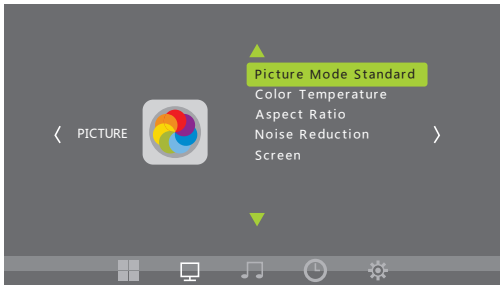 PICTURE
Picture Mode Standard
Color Temperature
Aspect Ratio
Noise Reduction
Screen